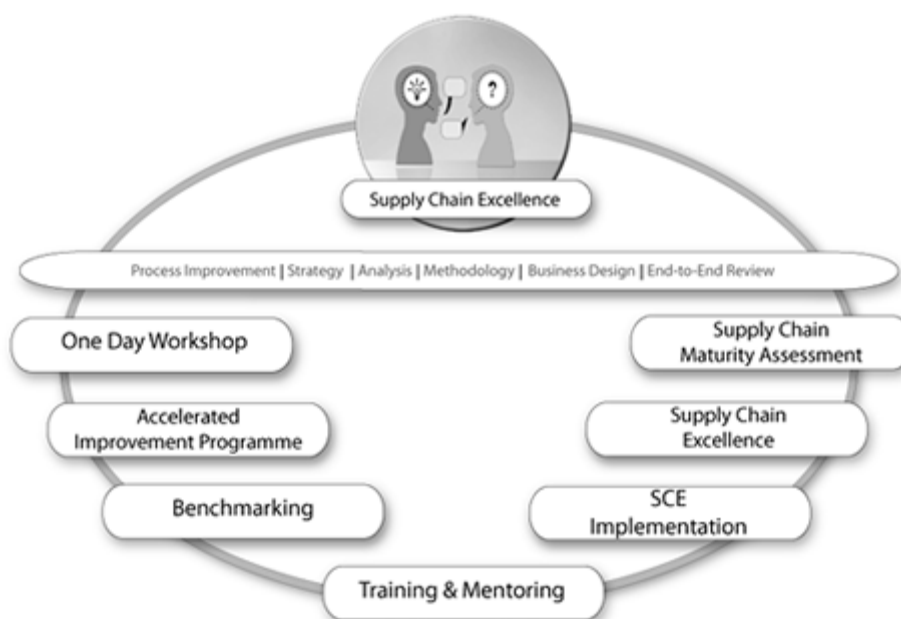 ?
Supply Chain Excellence
Process Improvement | Strategy | Analysis | Methodology | Business Design | End-to-End Review
One Day Workshop
Supply Chain
Maturity Assessment
Accelerated
Improvement Programme
Supply Chain
Excellence
Benchmarking
SCE
Implementation
Training & Mentoring